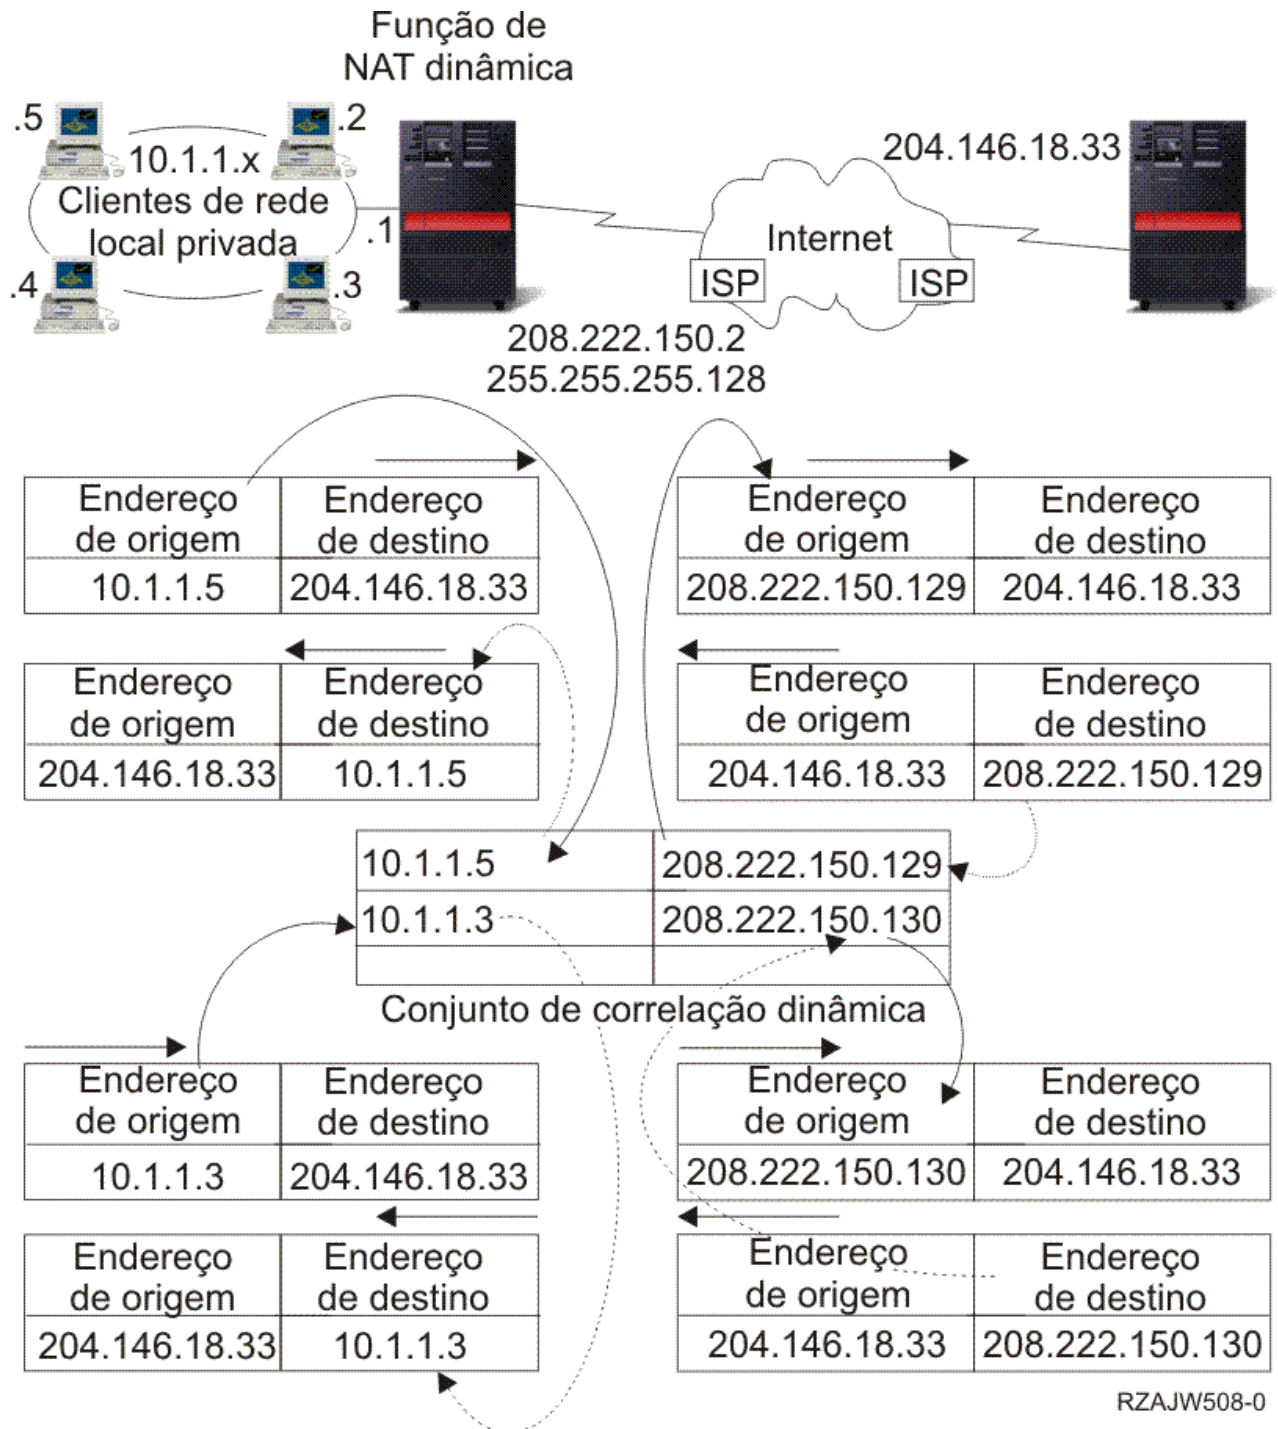 Função de
NAT dinâmica
.5
.2
10.1.1.x
Clientes de rede
local privada
.1
.4
.3
204.146.18.33
Internet
ISP
ISP
208.222.150.2
255.255.255.128
Endereço
de origem
Endereço
de destino
10.1.1.5
204.146.18.33
Endereço
de origem
Endereço
de destino
208.222.150.129
204.146.18.33
Endereço
de origem
Endereço
de destino
204.146.18.33
10.1.1.5
Endereço
de origem
Endereço
de destino
204.146.18.33
208.222.150.129
10.1.1.5
208.222.150.129
10.1.1.3
208.222.150.130
Conjunto de correlação dinâmica
Endereço
de origem
Endereço
de destino
10.1.1.3
204.146.18.33
Endereço
de origem
Endereço
de destino
208.222.150.130
204.146.18.33
Endereço
de origem
Endereço
de destino
204.146.18.33
10.1.1.3
Endereço
de origem
Endereço
de destino
204.146.18.33
208.222.150.130
RZAJW508-0